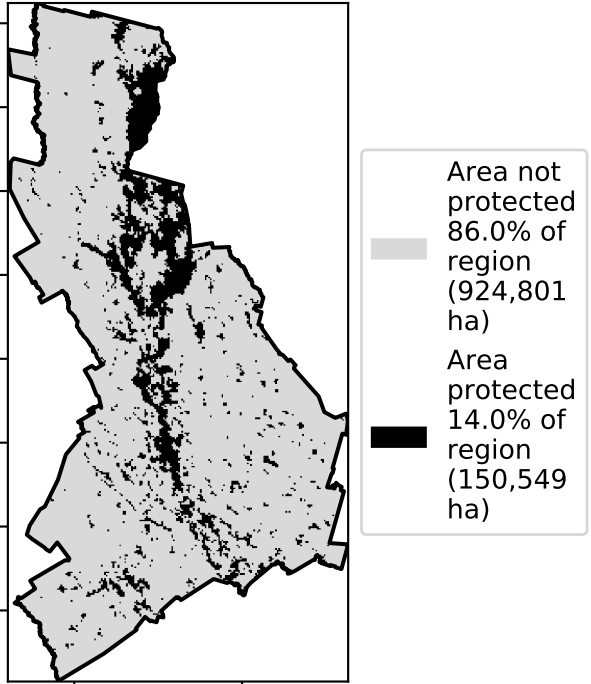 Area not
protected
86.0% of
region
(924,801
ha)
Area
protected
14.0% of
region
(150,549
ha)